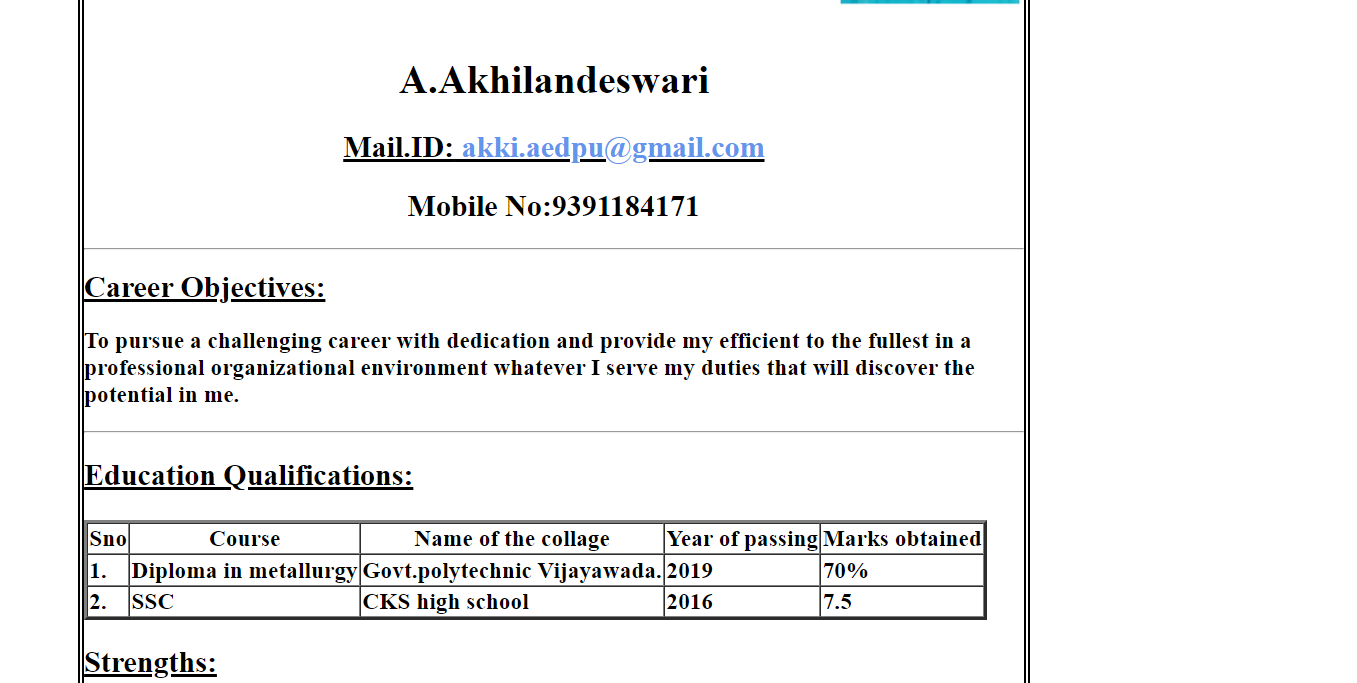 A.Akhilandeswari
Mail.ID: akki.aedpu@gmail.com
Mobile No:9391184171
Career Objectives:
To pursue a challenging career with dedication and provide my efficient to the fullest in a
professional organizational environment whatever I serve my duties that will discover the
potential in me.
Education Qualifications:
Sno Course Name of the collage Year of passing Marks obtained
1. Diploma in metallurgy Govt.polytechnic Vijayawada. 2019 70%
2. SSC CKS high school 2016 7.5
Strengths: